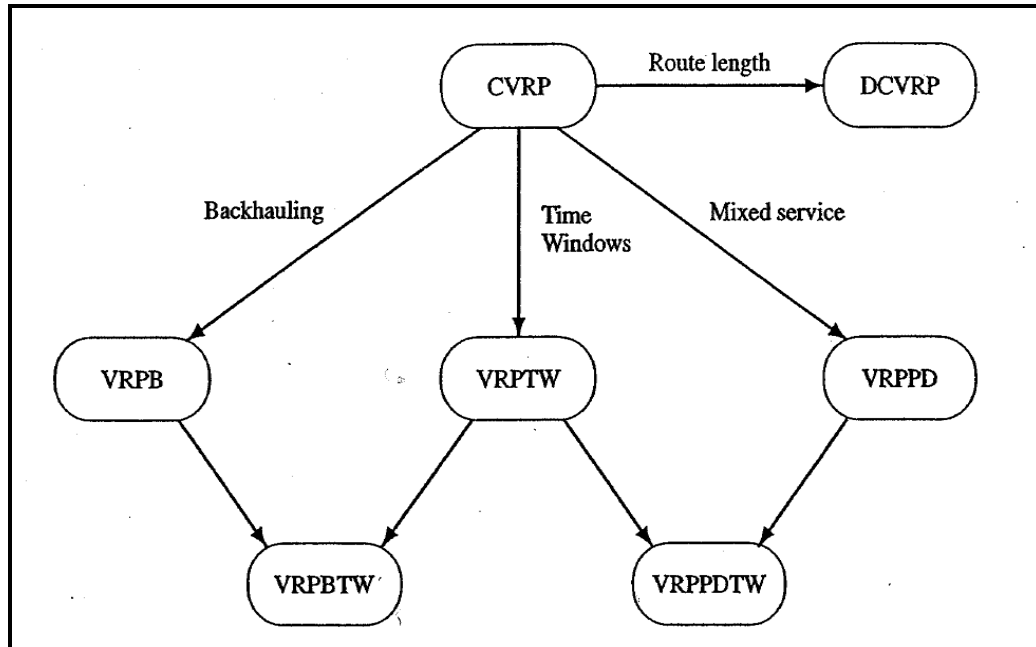 CVRP
Route length
DCVRP
Backhauling
Time
Windows
Mixed service
VRPB
VRPTW
VRPPD
VRPBTW
VRPPDTW